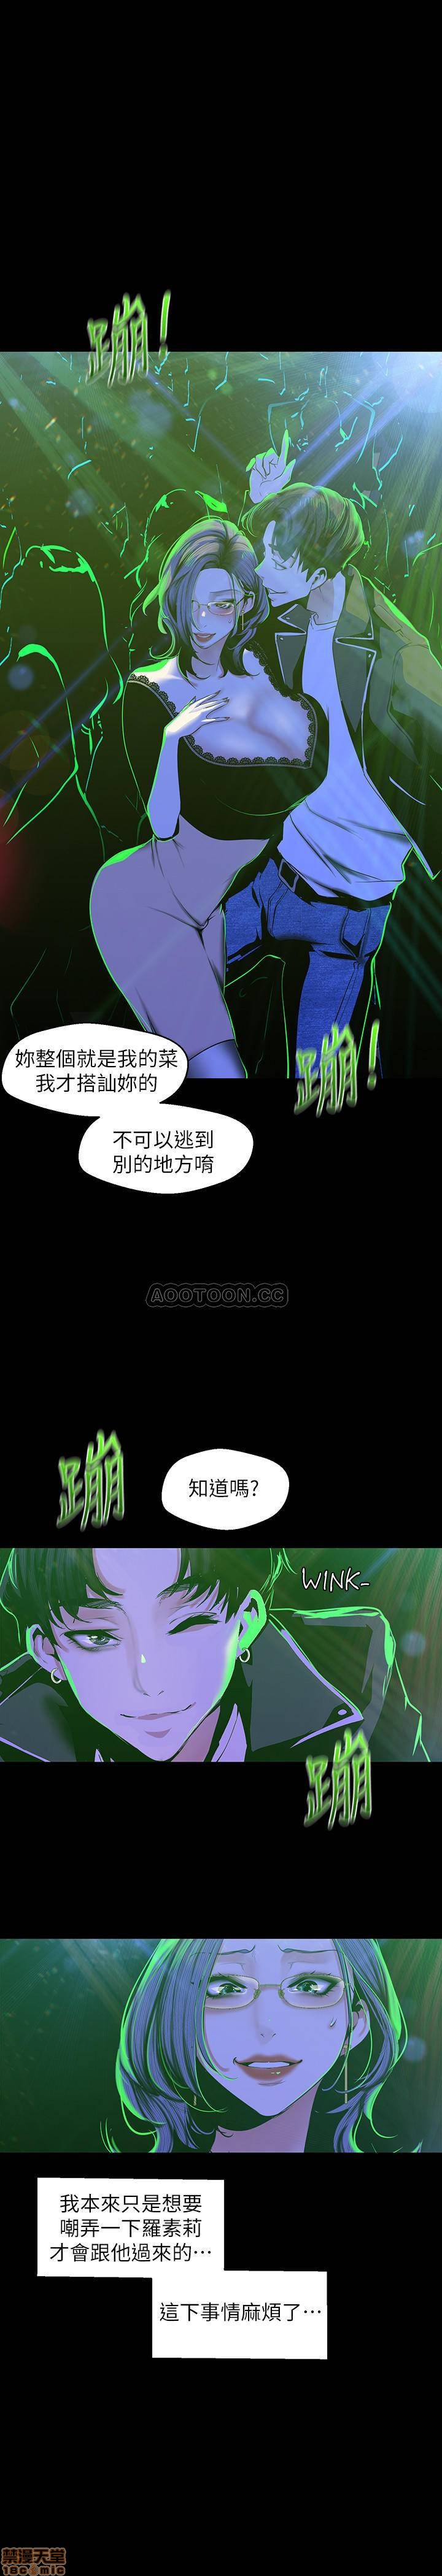 蹦!
妳整個就是我的菜
我才搭訕妳的
蹦!
不可以逃到
別的地方唷
AOOTOON.CC
蹦
知道嗎?
WINK-
蹦
我本來只是想要
嘲弄一下羅素莉
才會跟他過來的…
這下事情麻煩了…
禁漫天堂
18comic